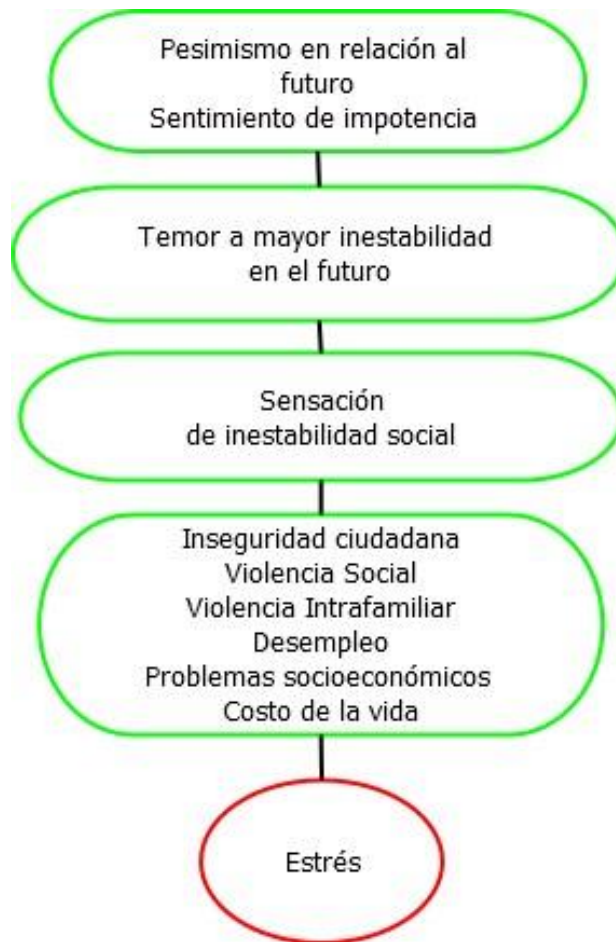 Pesimismo en relación al
futuro
Sentimiento de impotencia
Temor a mayor inestabilidad
en el futuro
Sensación
de inestabilidad social
Inseguridad ciudadana
Violencia Social
Violencia Intrafamiliar
Desempleo
Problemas socioeconómicos
Costo de la vida
Estrés